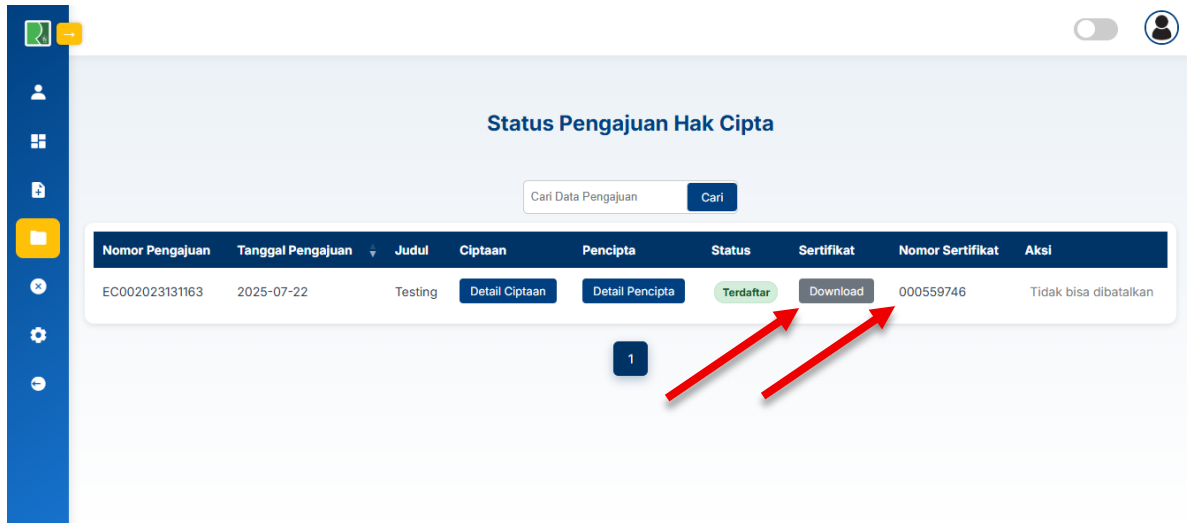 Status Pengajuan Hak Cipta
Cari Data Pengajuan Cari
Nomor Pengajuan Tanggal Pengajuan Judul Ciptaan Pencipta Status Sertifikat Nomor Sertifikat Aksi
EC002023131163 2025-07-22 Testing Detail Ciptaan Detail Pencipta Terdaftar Download 000559746 Tidak bisa dibatalkan
1